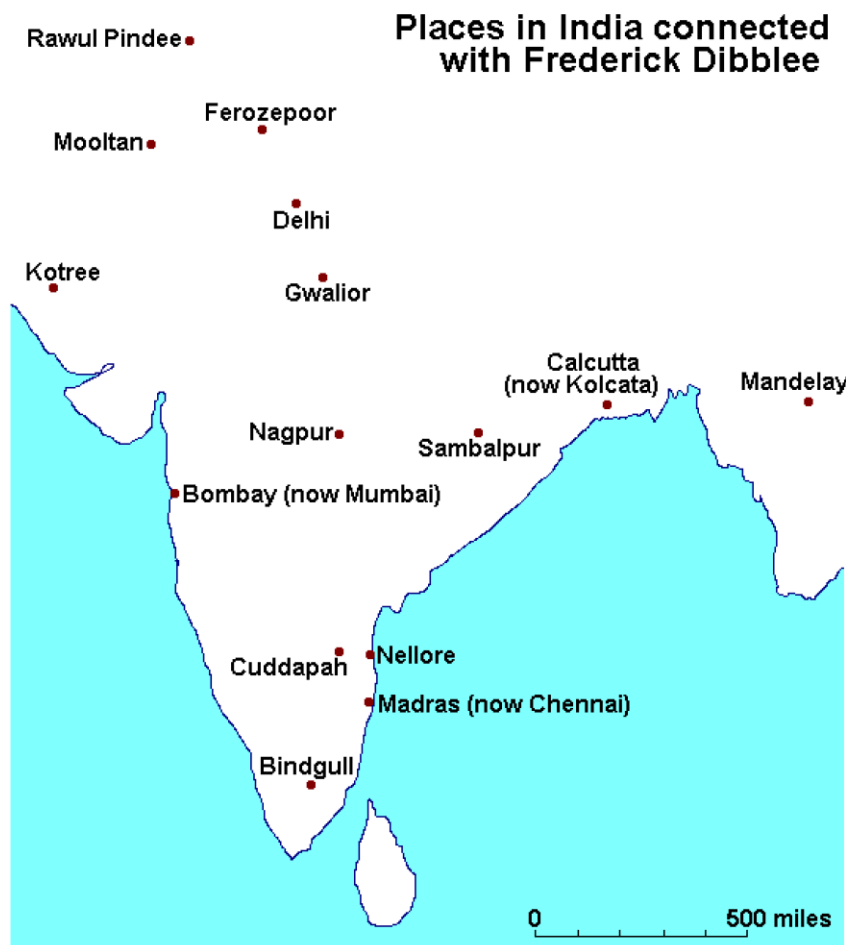 Places in India connected
with Frederick Dibblee
Rawul Pindee
Ferozepoor
Mooltan
Delhi
Kotree
Gwalior
Calcutta
(now Kolcata)
Mandelay
Nagpur
Sambalpur
Bombay (now Mumbai)
Cuddapah
Nellore
Madras (now Chennai)
Bindgull
0
500 miles